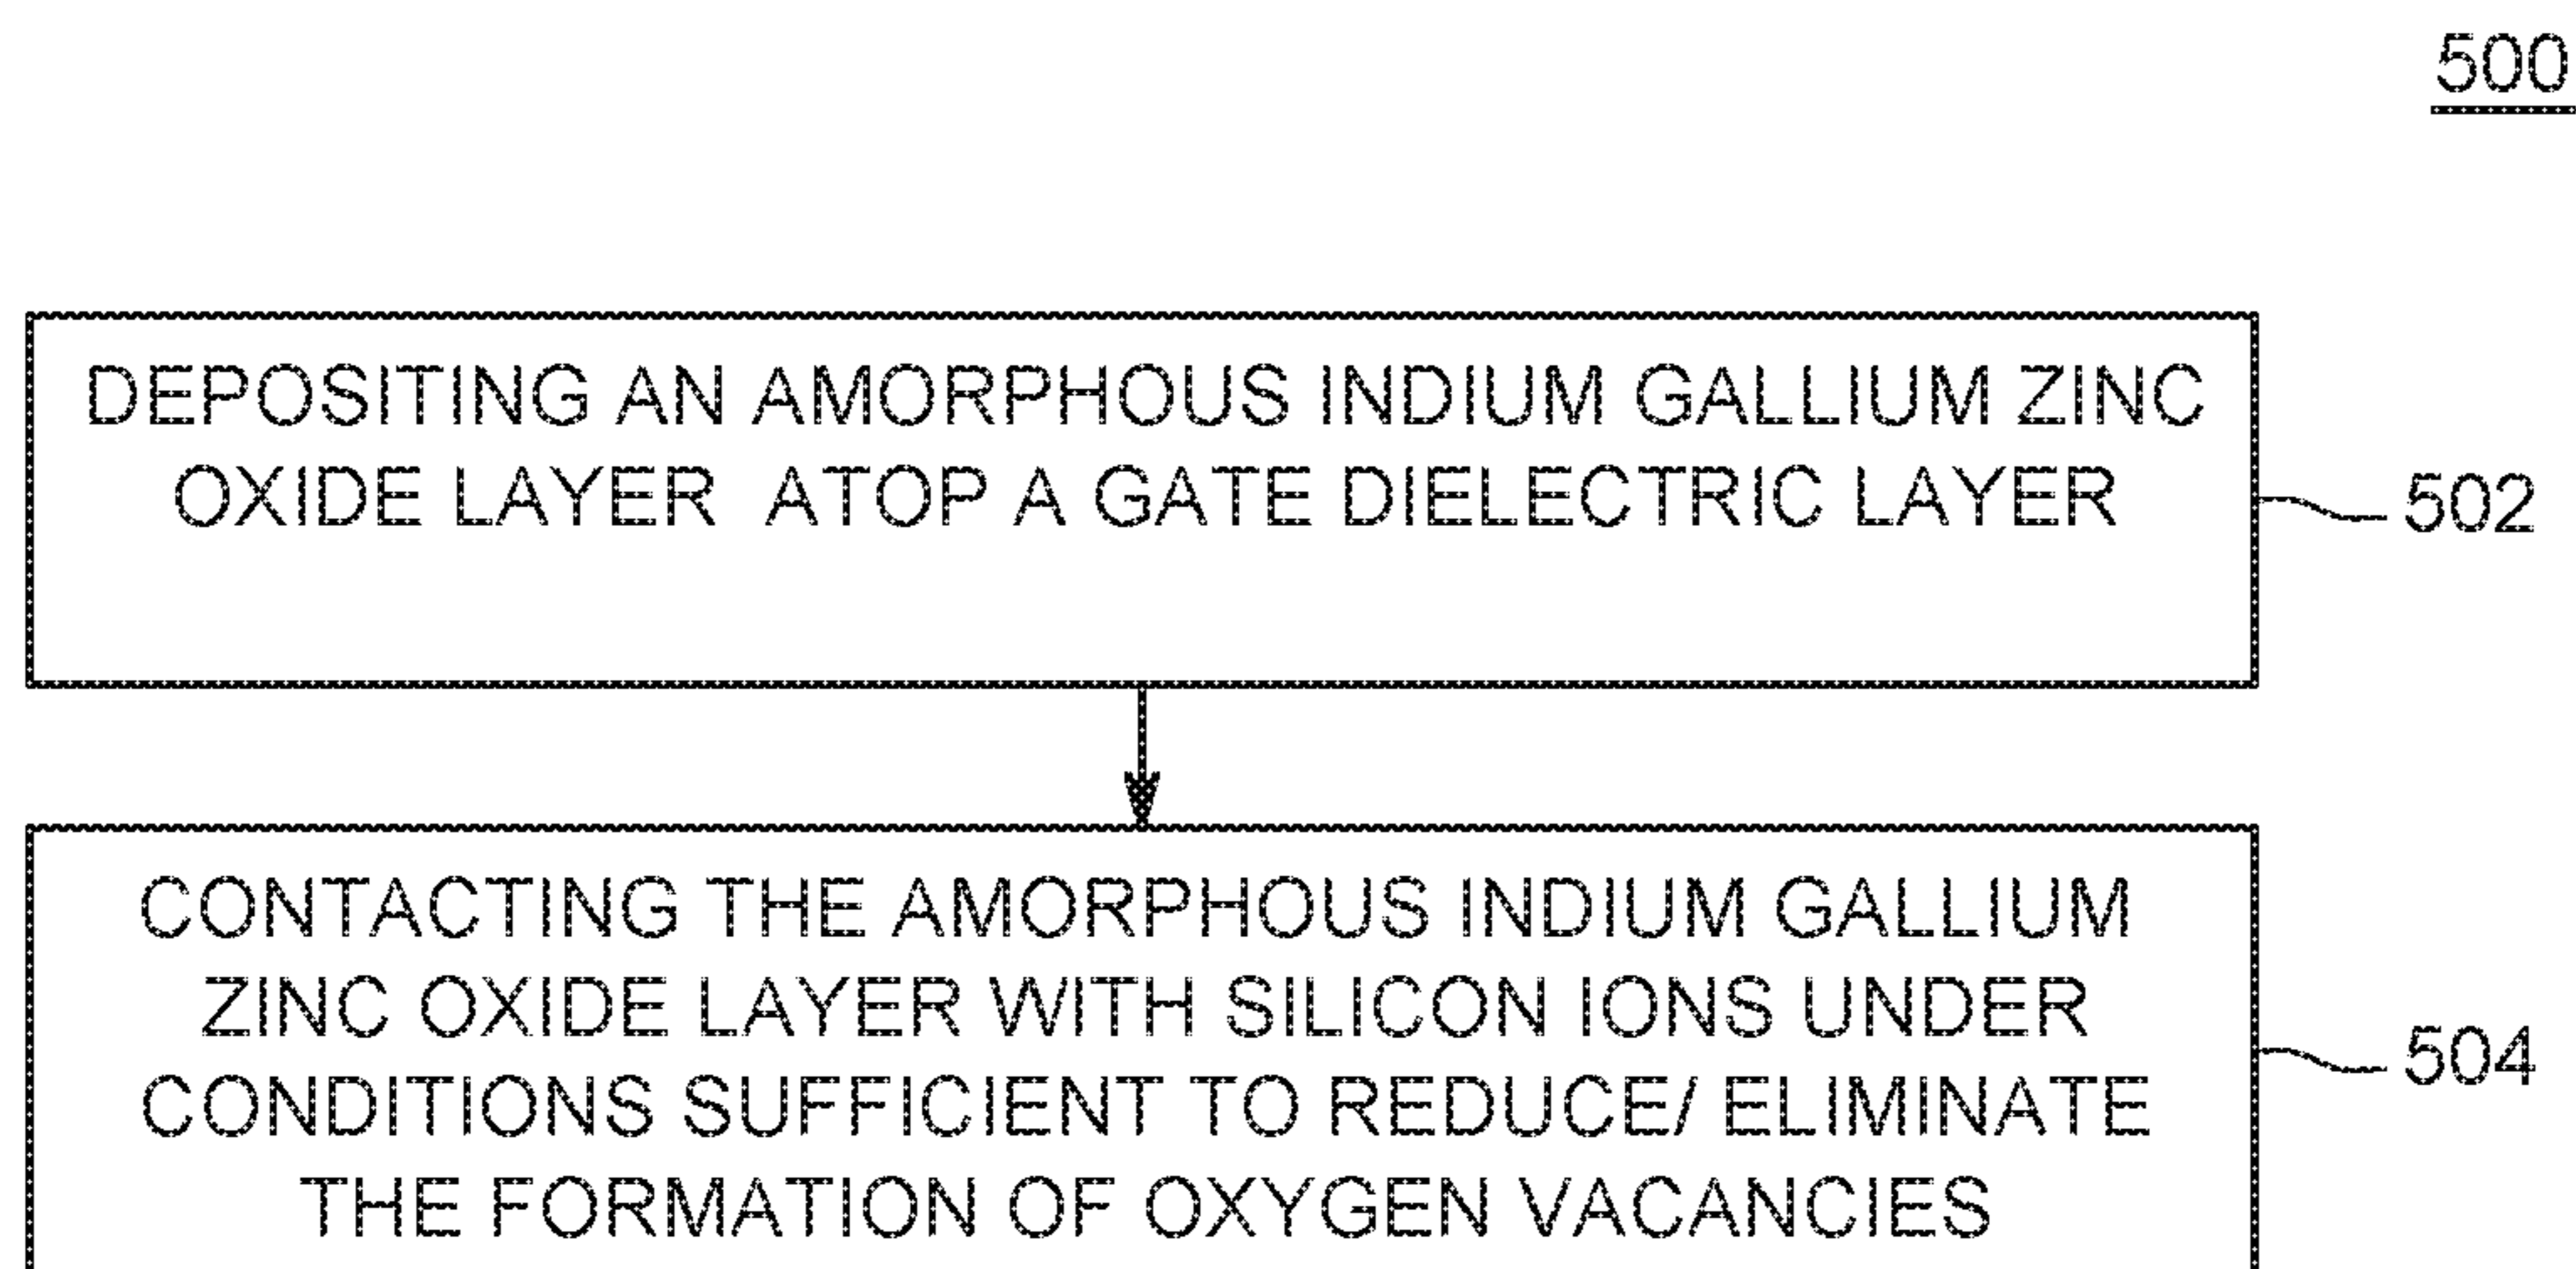 500
DEPOSITING AN AMORPHOUS INDIUM GALLIUM ZINC
OXIDE LAYER ATOP A GATE DIELECTRIC LAYER
502
CONTACTING THE AMORPHOUS INDIUM GALLIUM
ZINC OXIDE LAYER WITH SILICON IONS UNDER
CONDITIONS SUFFICIENT TO REDUCE/ ELIMINATE
THE FORMATION OF OXYGEN VACANCIES
504